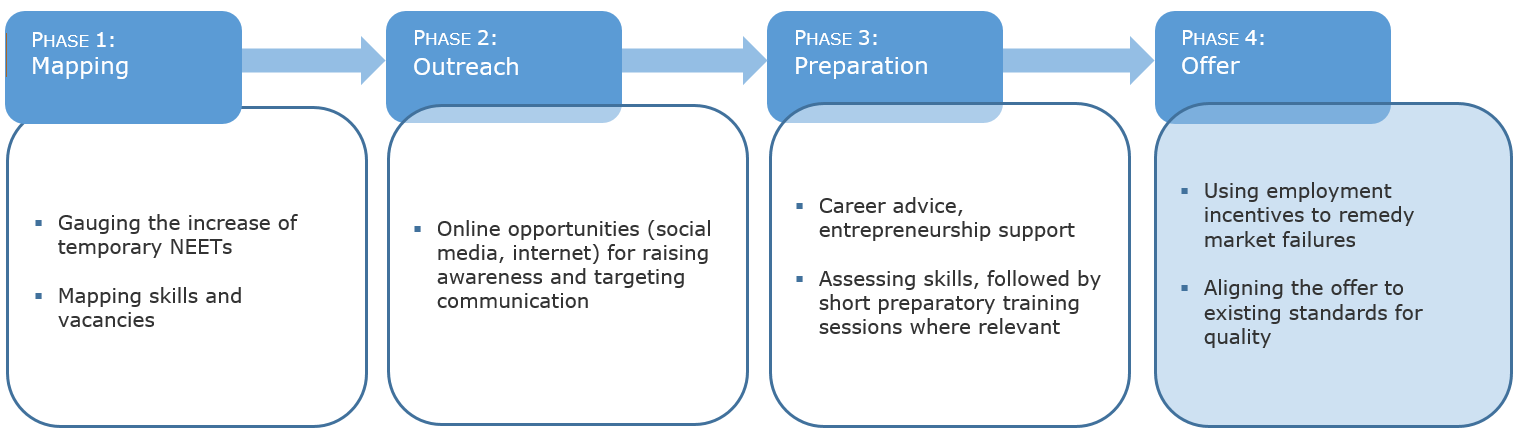 PHASE 1:
Mapping
▪ Gauging the increase of
temporary NEETs
▪ Mapping skills and
vacancies
PHASE 2:
Outreach
▪ Online opportunities (social
media, internet) for raising
awareness and targeting
communication
PHASE 3:
Preparation
▪ Career advice,
entrepreneurship support
▪ Assessing skills, followed by
short preparatory training
sessions where relevant
PHASE 4:
Offer
▪ Using employment
incentives to remedy
market failures
▪ Aligning the offer to
existing standards for
quality